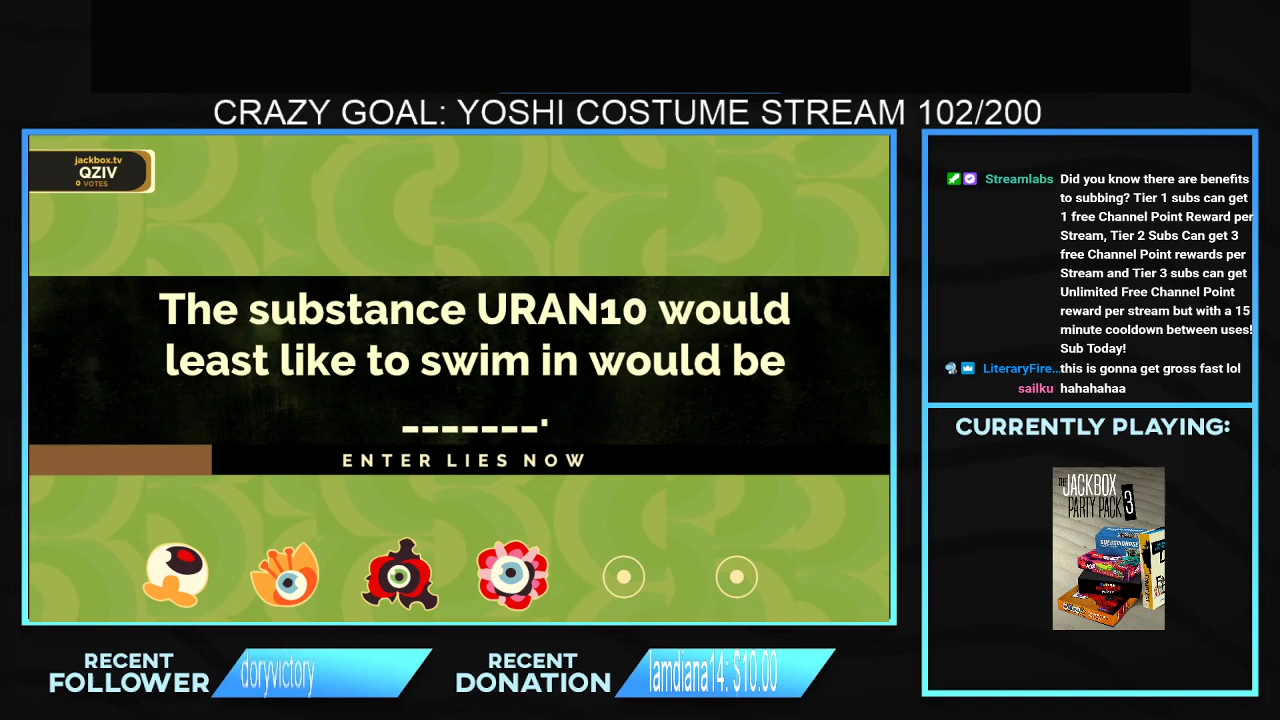 CRAZY GOAL: YOSHI COSTUME STREAM 102/200
jackbox.tv
QZIV
0 VOTES
The substance URAN10 would
least like to swim in would be
_______.
ENTER LIES NOW
Streamlabs Did you know there are benefits
to subbing? Tier 1 subs can get
1 free Channel Point Reward per
Stream, Tier 2 Subs Can get 3
free Channel Point rewards per
Stream and Tier 3 subs can get
Unlimited Free Channel Point
reward per stream but with a 15
minute cooldown between uses!
Sub Today!
LiteraryFire... this is gonna get gross fast lol
sailku hahahahaa
CURRENTLY PLAYING:
THE JACKBOX
PARTY PACK 3
RECENT
FOLLOWER
doryvictory
RECENT
DONATION
lamdiana14: $10.00